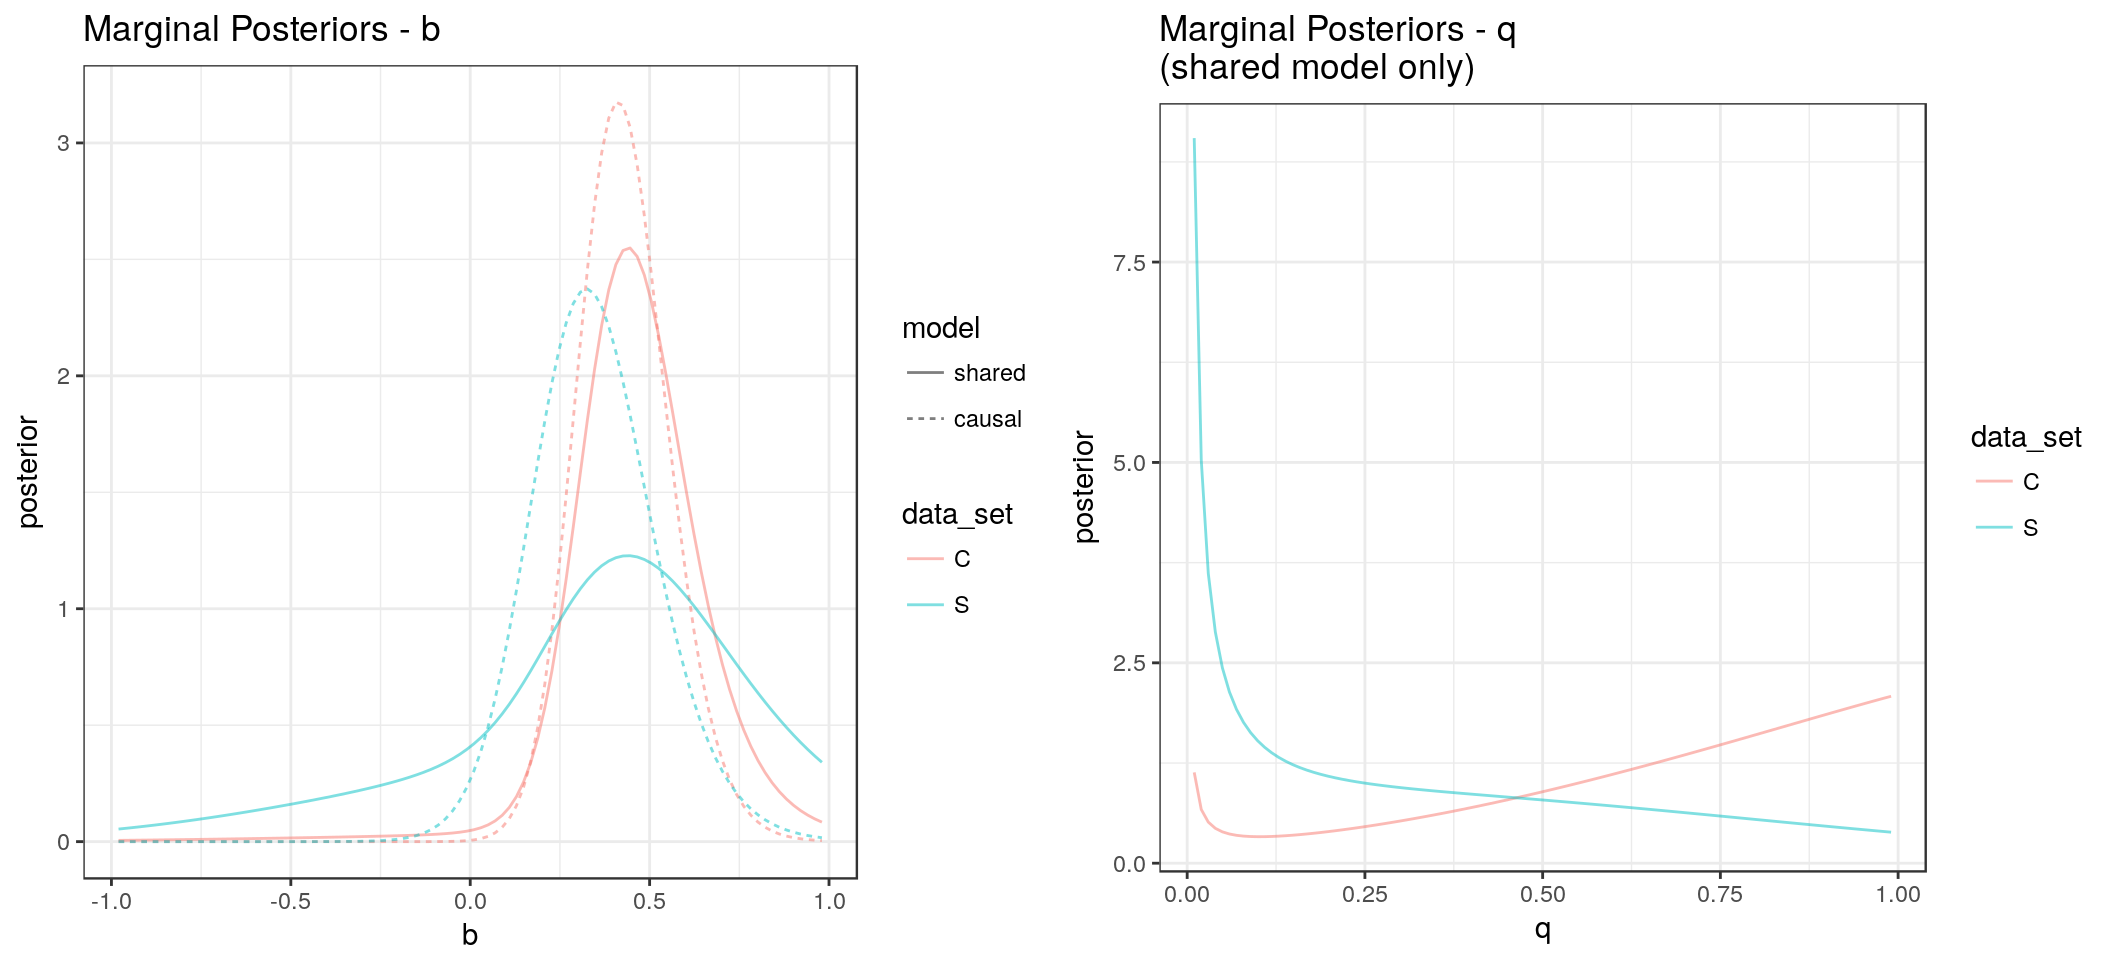 Marginal Posteriors - b
posterior
3
2
1
0
-1.0
-0.5
0.0
0.5
1.0
b
model
shared
causal
data_set
C
S
Marginal Posteriors - q
(shared model only)
posterior
7.5
5.0
2.5
0.0
0.00
0.25
0.50
0.75
1.00
q
data_set
C
S